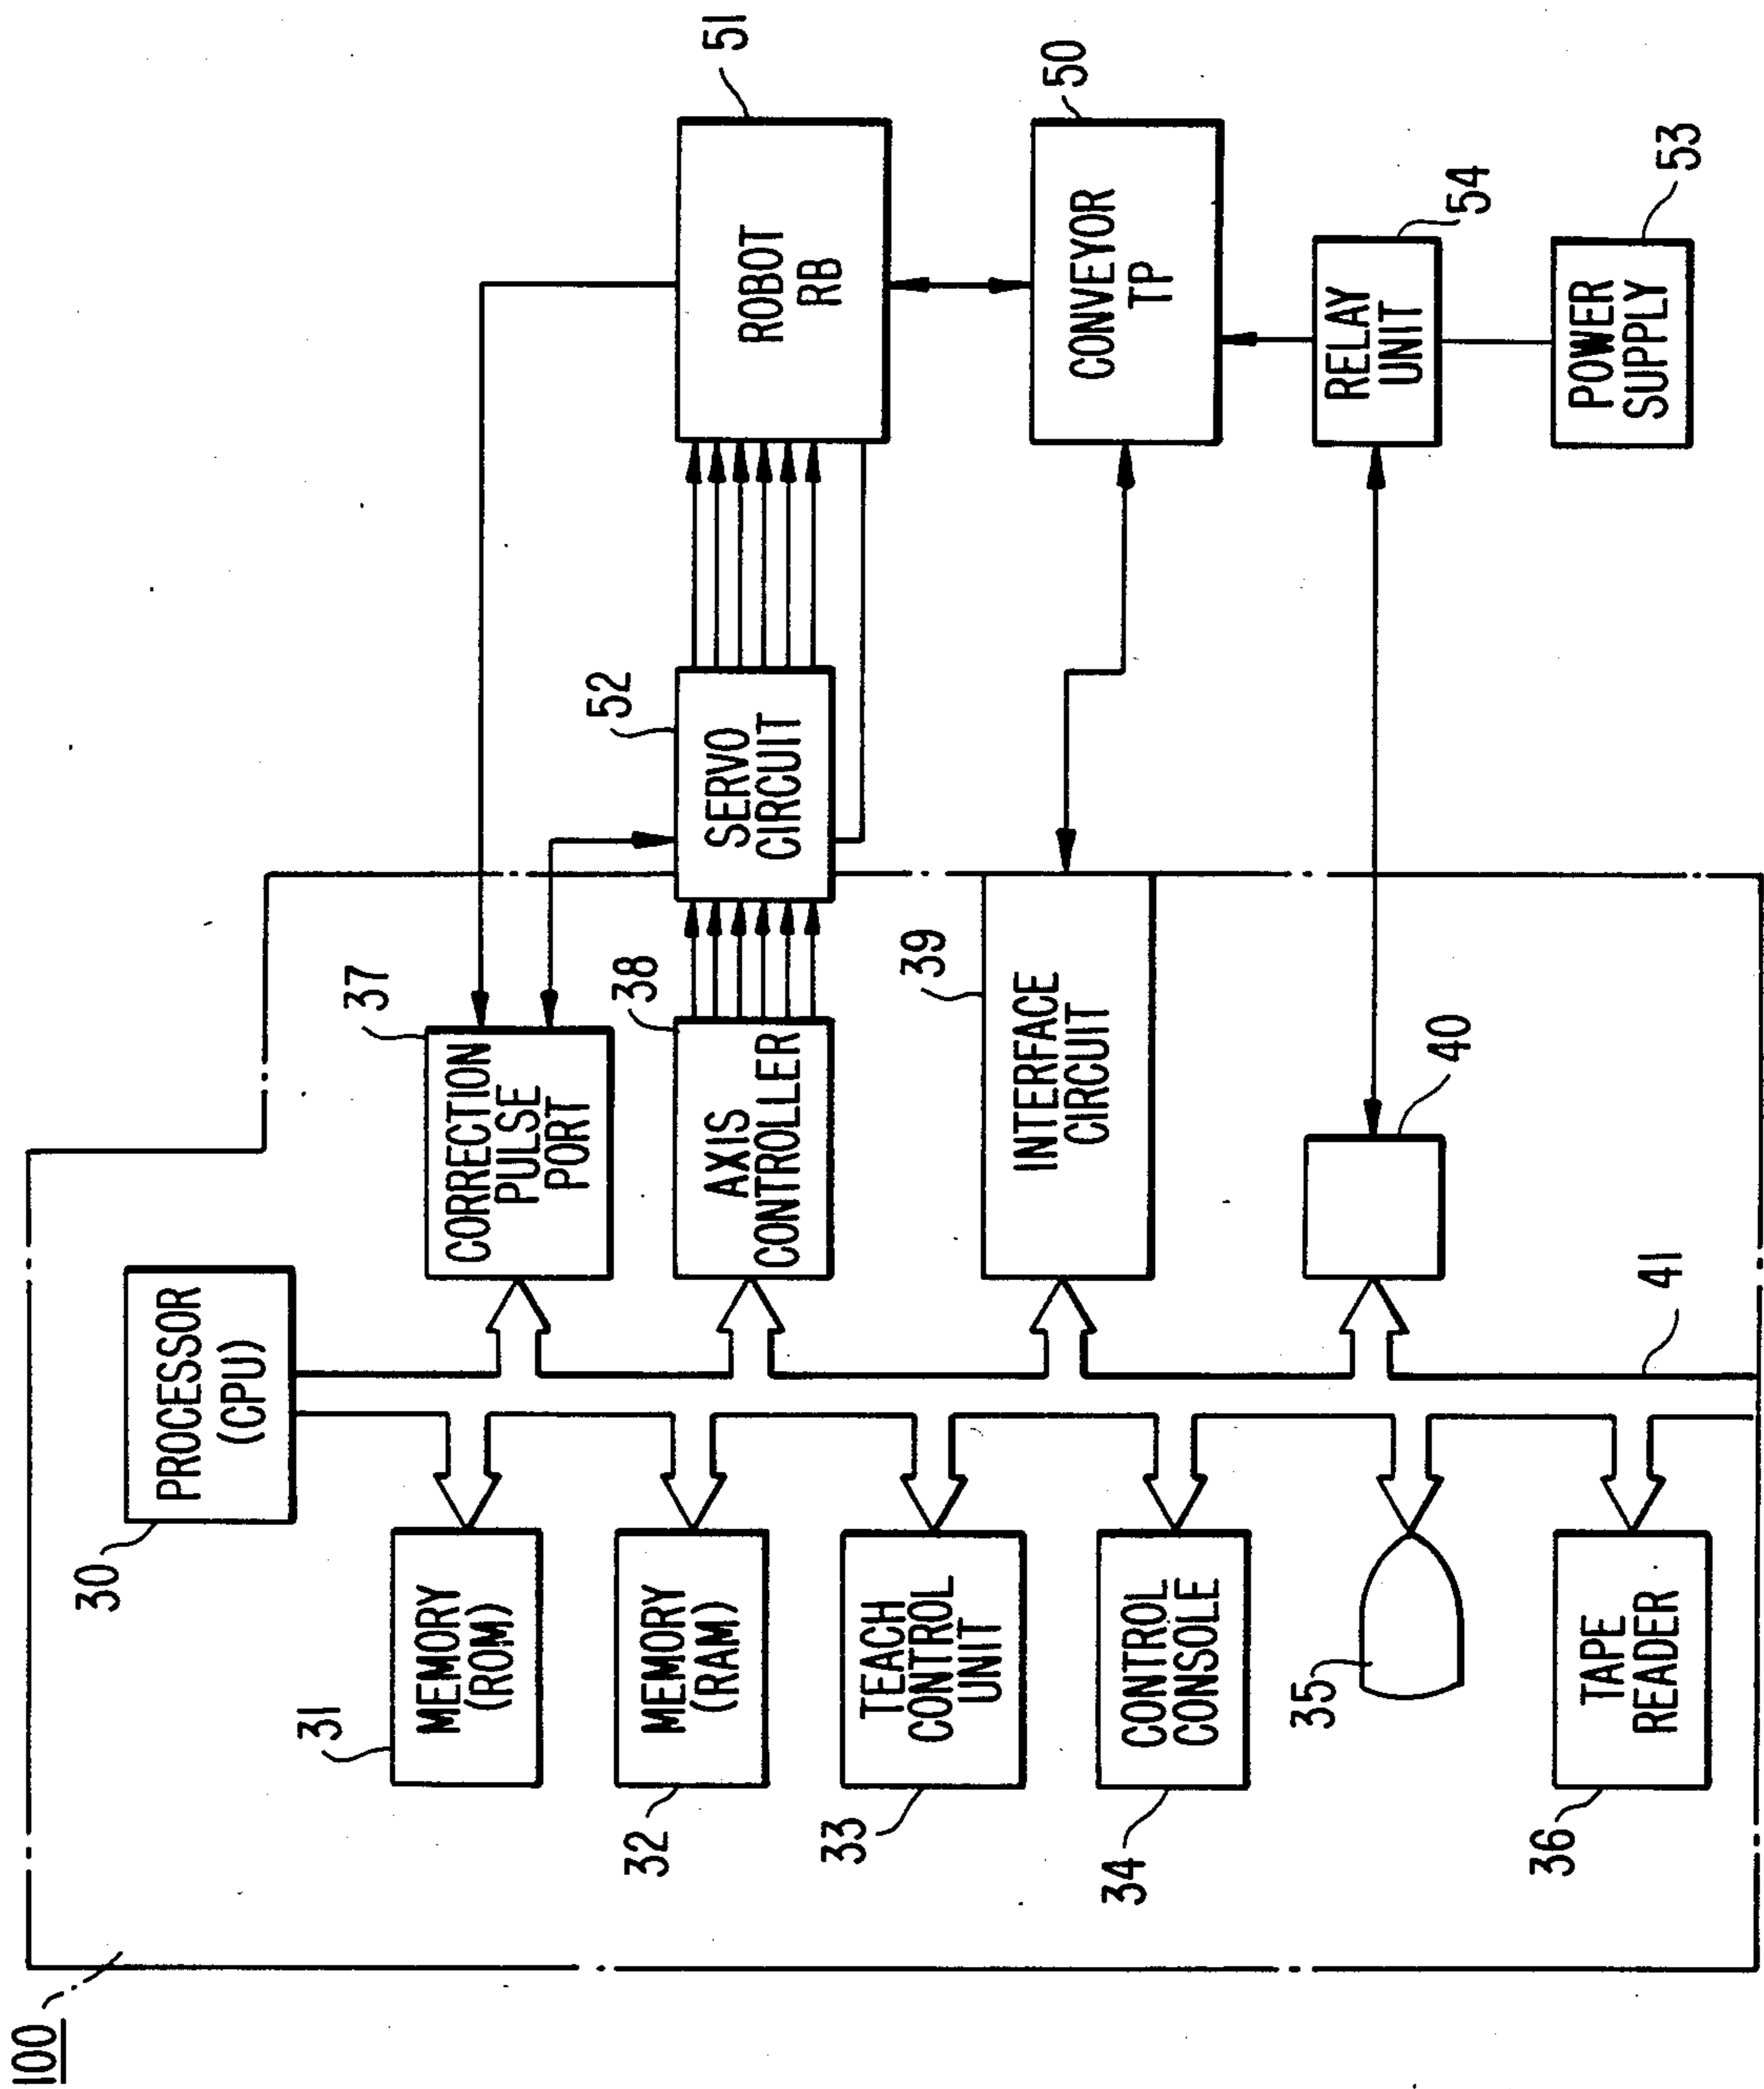 100
30
PROCESSOR
(CPU)
31
MEMORY
(ROM)
32
MEMORY
(RAM)
33
TEACH
CONTROL
UNIT
34
CONTROL
CONSOLE
35
36
TAPE
READER
37
CORRECTION
PULSE
PORT
38
AXIS
CONTROLLER
39
INTERFACE
CIRCUIT
40
41
52
SERVO
CIRCUIT
51
ROBOT
RB
50
CONVEYOR
TP
54
RELAY
UNIT
53
POWER
SUPPLY